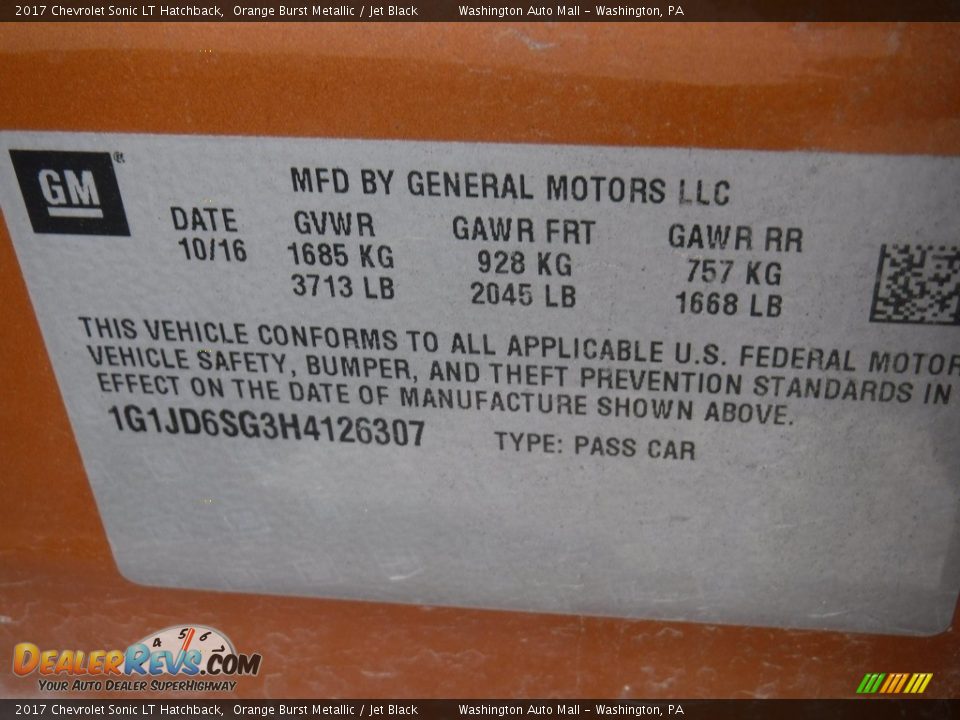 2017 Chevrolet Sonic LT Hatchback, Orange Burst Metallic / Jet Black Washington Auto Mall - Washington, PA
GM®
MFD BY GENERAL MOTORS LLC
DATE GVWR GAWR FRT GAWR RR
10/16 1685 KG 928 KG 757 KG
3713 LB 2045 LB 1668 LB
THIS VEHICLE CONFORMS TO ALL APPLICABLE U.S. FEDERAL MOTOR
VEHICLE SAFETY, BUMPER, AND THEFT PREVENTION STANDARDS IN
EFFECT ON THE DATE OF MANUFACTURE SHOWN ABOVE.
1G1JD6SG3H4126307 TYPE: PASS CAR
4 5 6
DealerRevs.com
Your Auto Dealer SuperHighway
2017 Chevrolet Sonic LT Hatchback, Orange Burst Metallic / Jet Black Washington Auto Mall - Washington, PA